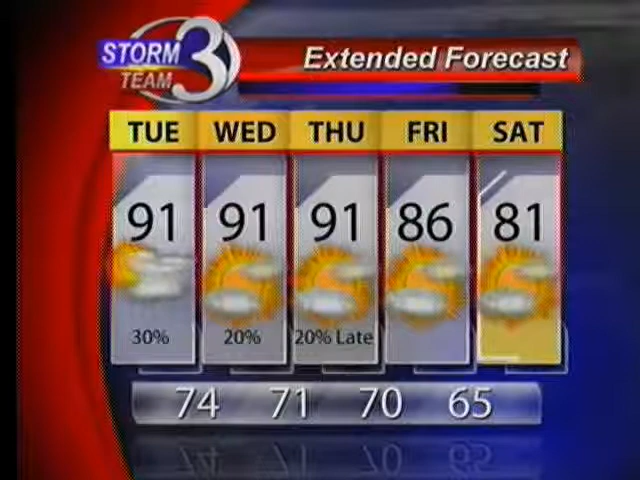 STORM 3
TEAM
Extended Forecast
TUE WED THU FRI SAT
91 91 91 86 81
30% 20% 20% Late
74 71 70 65